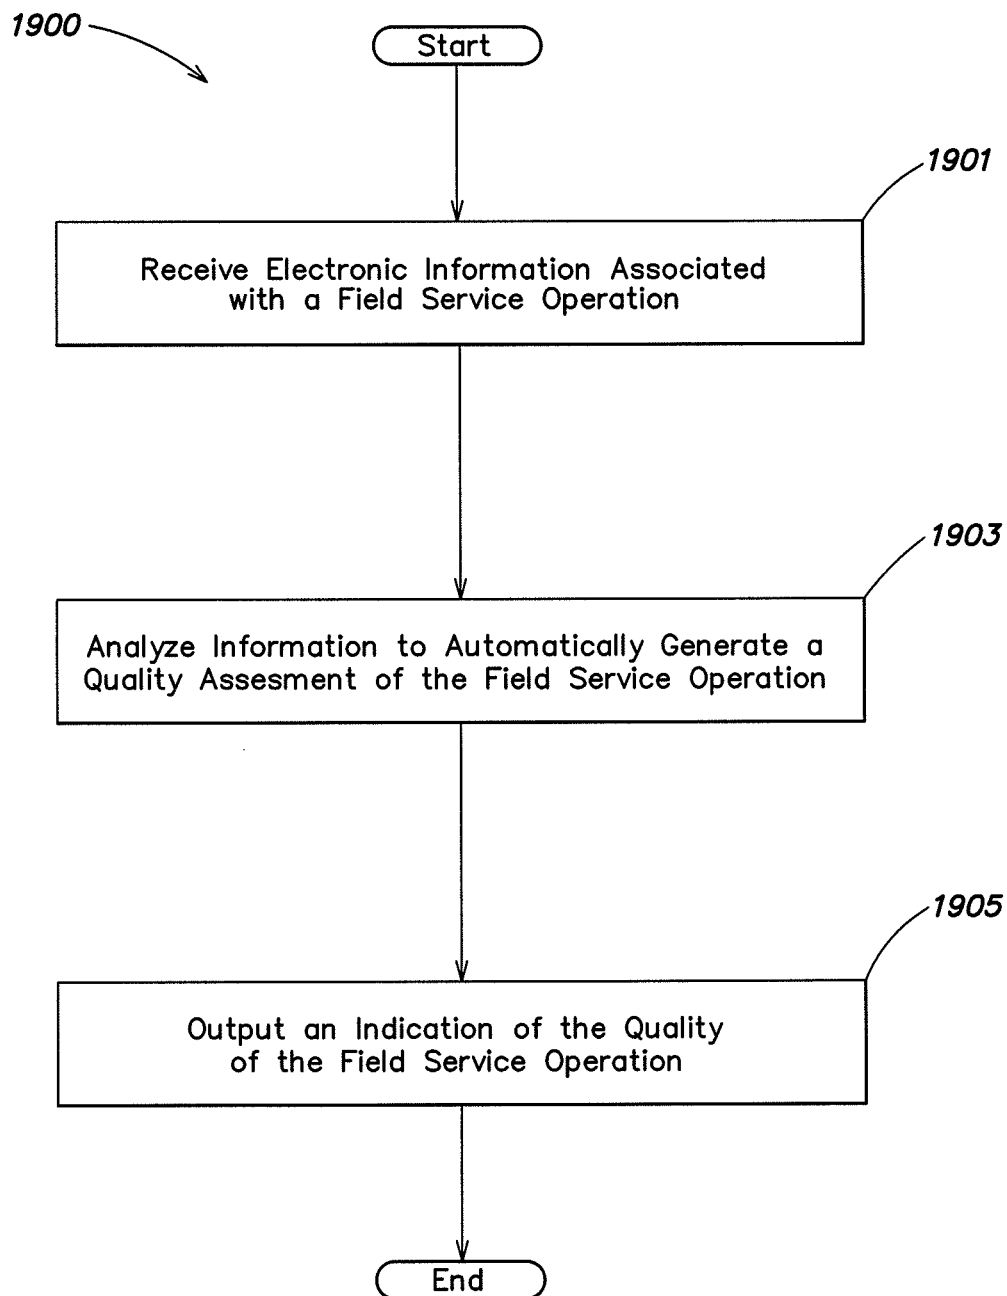 1900
Start
1901
Receive Electronic Information Associated
with a Field Service Operation
1903
Analyze Information to Automatically Generate a
Quality Assesment of the Field Service Operation
1905
Output an Indication of the Quality
of the Field Service Operation
End